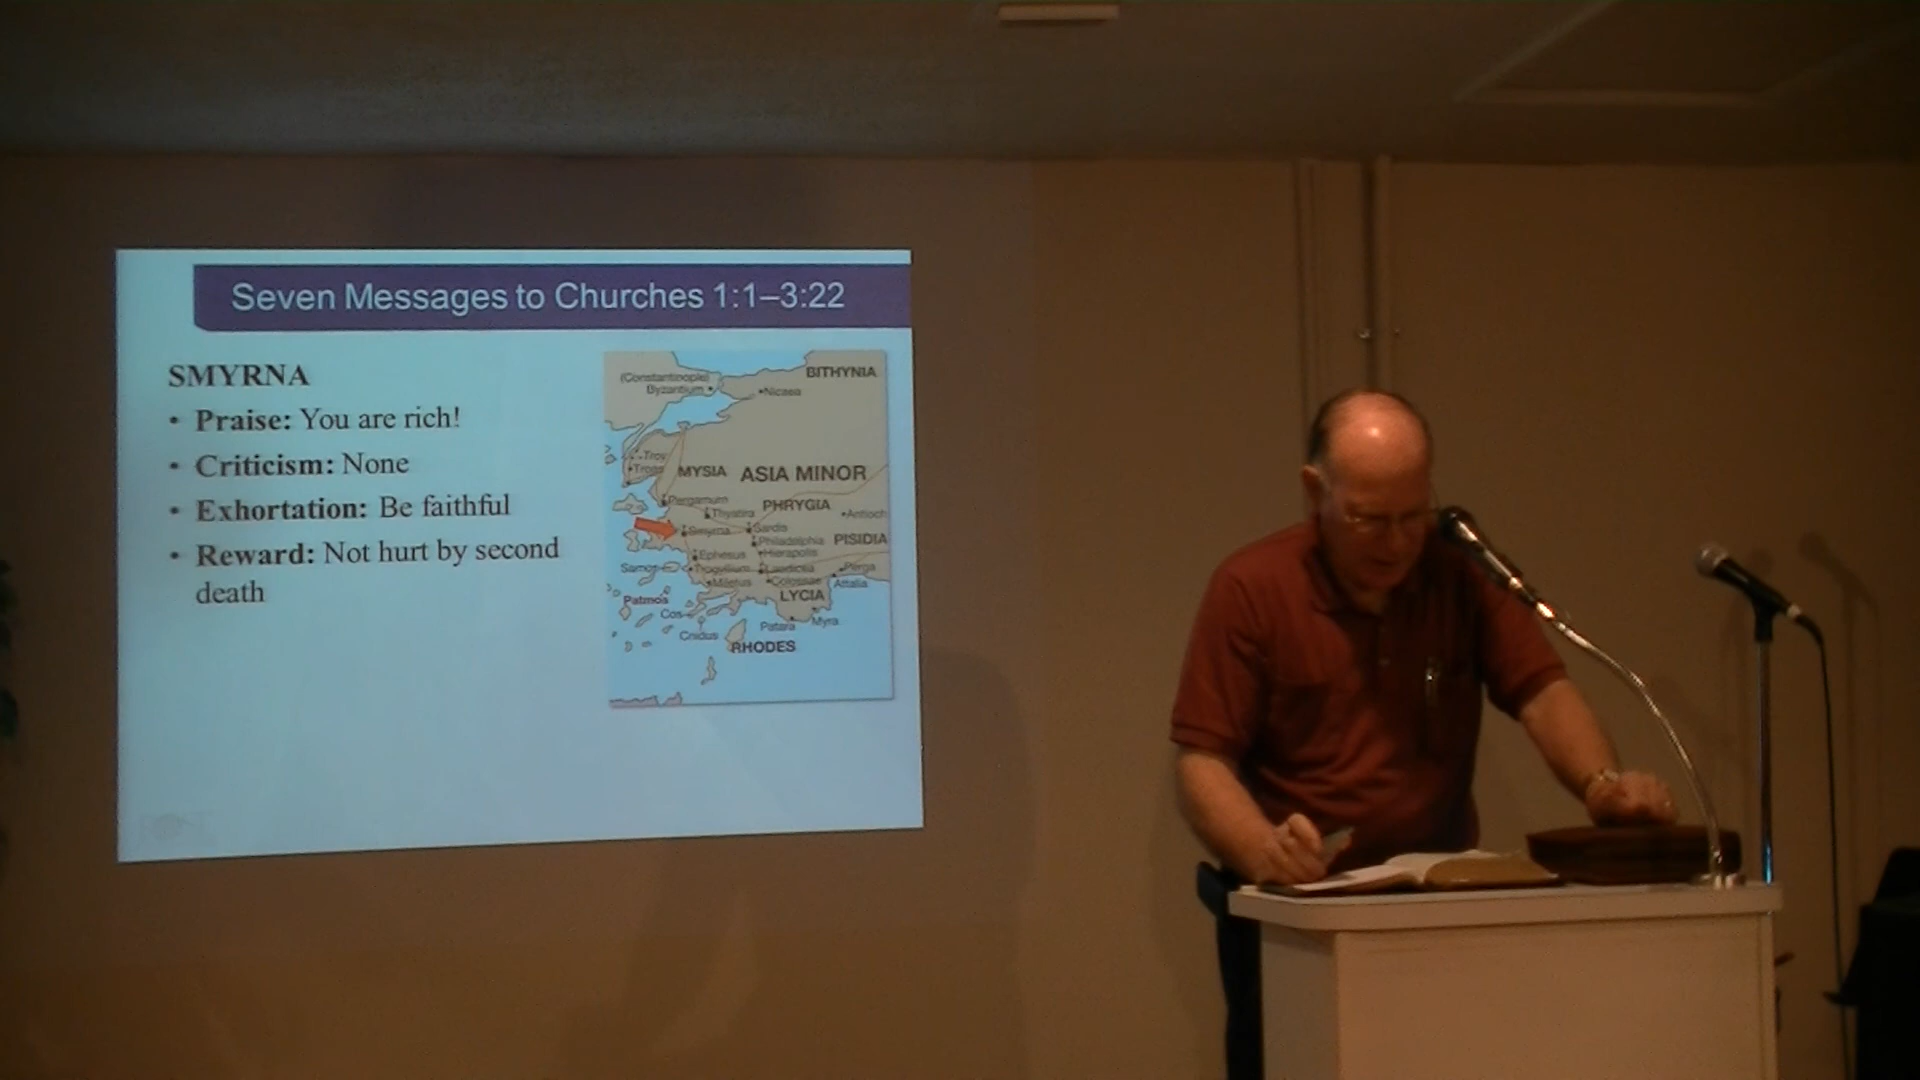 Seven Messages to Churches 1:1–3:22
SMYRNA
• Praise: You are rich!
• Criticism: None
• Exhortation: Be faithful
• Reward: Not hurt by second
death
(Constantinople)
Byzantium
BITHYNIA
Nicaea
Troy
Troas
MYSIA
ASIA MINOR
Pergamum
PHRYGIA
Thyatira
Antioch
Smyrna
Sardis
Philadelphia
PISIDIA
Ephesus
Hierapolis
Samos
Trogyllium
Laodicea
Perga
Miletus
Colossae
Attalia
Patmos
LYCIA
Cos
Patara
Myra
Cnidus
RHODES